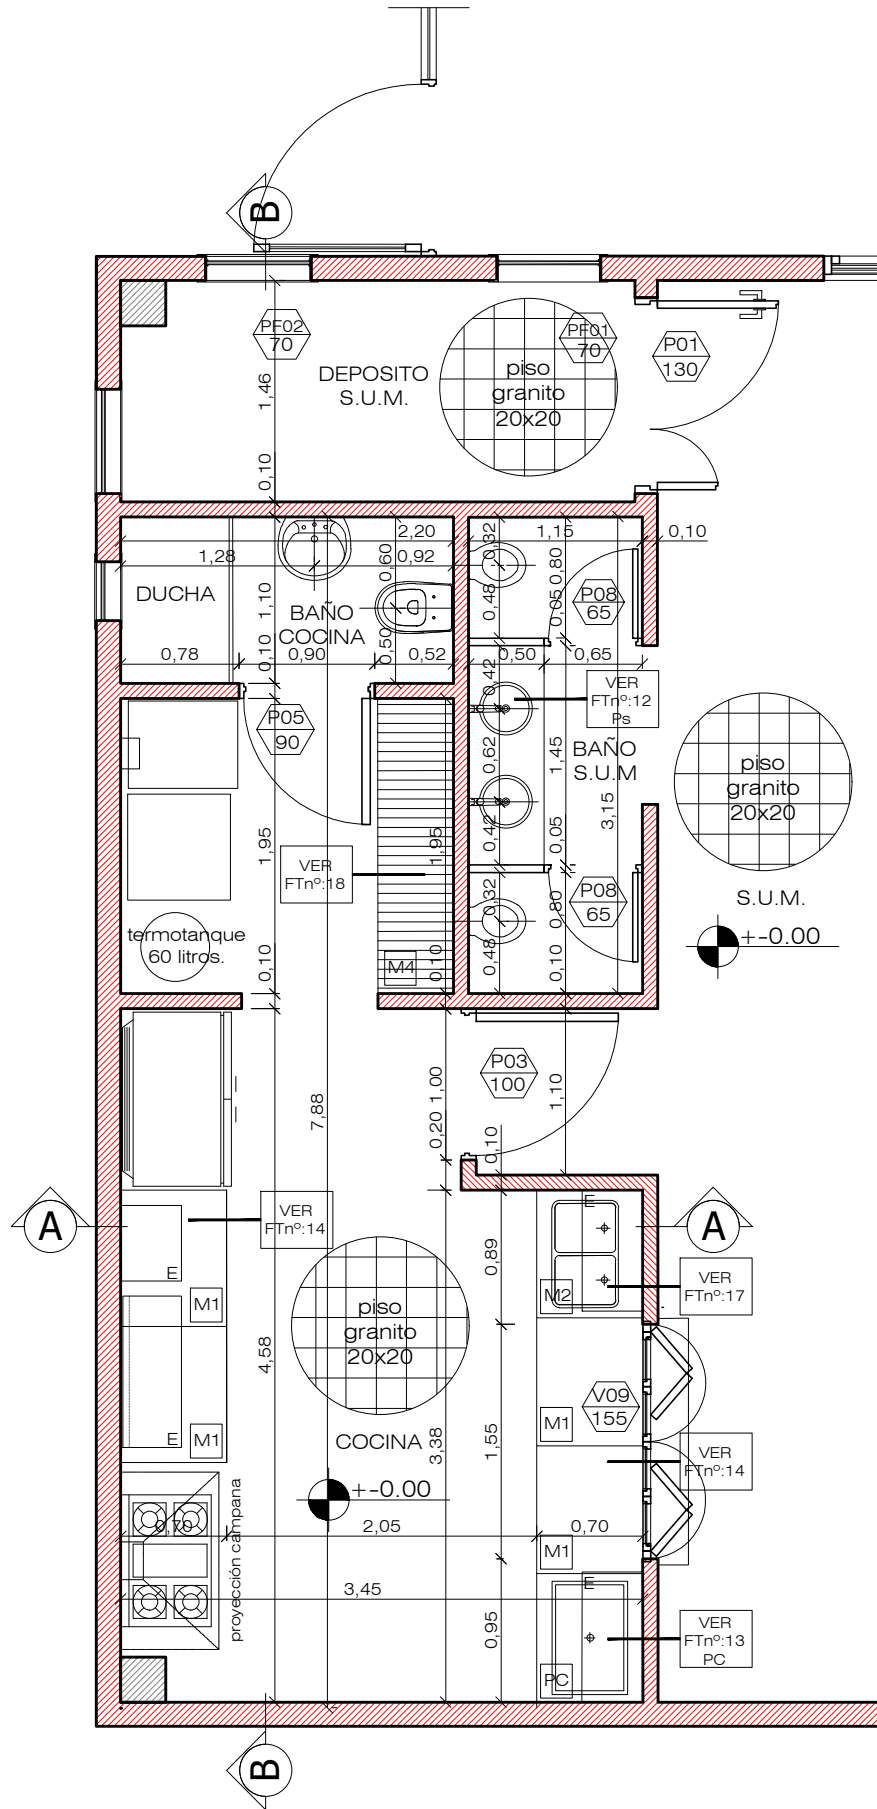 B
PF02
70
PF01
70
P01
130
DEPOSITO
S.U.M.
piso
granito
20x20
1,46
0,10
2,20
1,15
0,10
1,28
0,92
0,60
0,32
0,80
DUCHA
1,10
BAÑO
COCINA
0,48
0,05
P08
65
0,10
0,50
0,78
0,90
0,52
0,50
0,65
0,42
VER
FTnº:12
Ps
P05
90
0,62
1,45
BAÑO
S.U.M
3,15
piso
granito
20x20
1,95
1,95
0,42
0,05
VER
FTnº:18
0,32
0,80
P08
65
S.U.M.
+-0.00
termotanque
60 litros.
0,10
M4
0,10
0,48
0,10
P03
100
1,00
1,10
7,88
0,20
0,10
A
VER
FTnº:14
E
A
0,89
E
M1
M2
VER
FTnº:17
piso
granito
20x20
4,58
V09
155
E
M1
COCINA
3,38
1,55
M1
VER
FTnº:14
+-0.00
0,70
2,05
0,70
proyección campana
M1
3,45
E
0,95
VER
FTnº:13
PC
PC
B